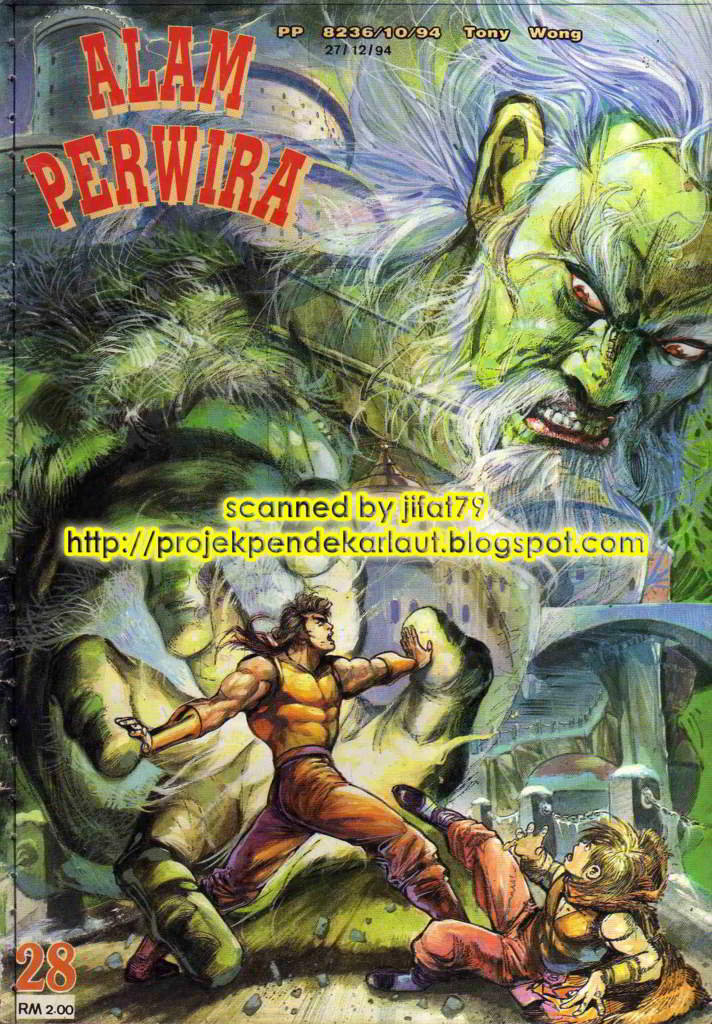 PP 8236/10/94 Tony Wong
27/12/94
ALAM
PERWIRA
scanned by jifat79
http://projekpendekarlaut.blogspot.com
28
RM 2.00